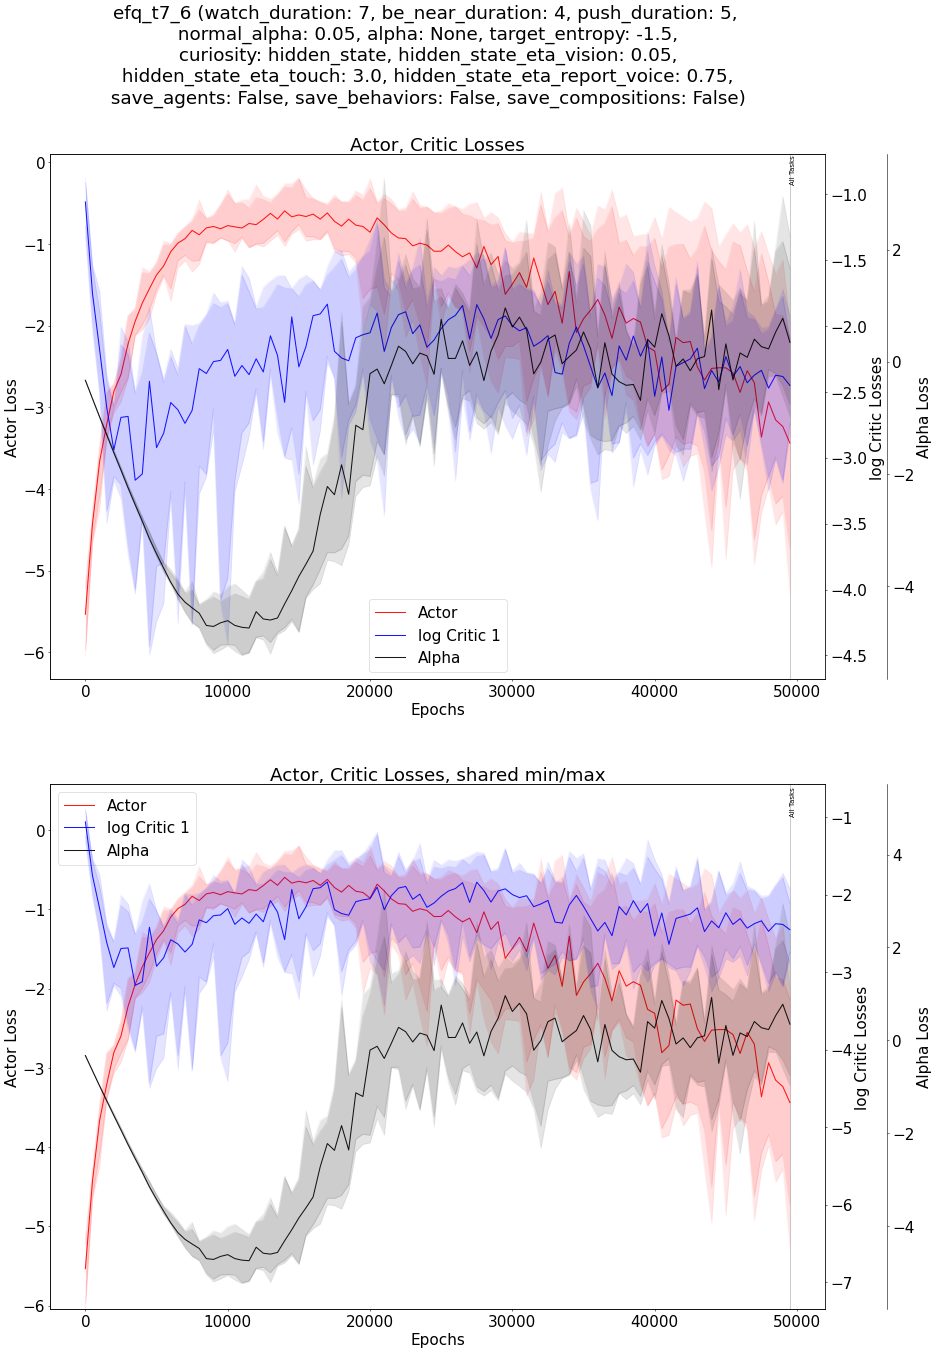 efq_t7_6 (watch_duration: 7, be_near_duration: 4, push_duration: 5,
normal_alpha: 0.05, alpha: None, target_entropy: -1.5,
curiosity: hidden_state, hidden_state_eta_vision: 0.05,
hidden_state_eta_touch: 3.0, hidden_state_eta_report_voice: 0.75,
save_agents: False, save_behaviors: False, save_compositions: False)
Actor, Critic Losses
All Tasks
0
−1
−2
−3
−4
−5
−6
Actor Loss
−1.0
−1.5
−2.0
−2.5
−3.0
−3.5
−4.0
−4.5
log Critic Losses
2
0
−2
−4
Alpha Loss
Actor
log Critic 1
Alpha
0
10000
20000
30000
40000
50000
Epochs
Actor, Critic Losses, shared min/max
All Tasks
Actor
log Critic 1
Alpha
0
−1
−2
−3
−4
−5
−6
Actor Loss
−1
−2
−3
−4
−5
−6
−7
log Critic Losses
4
2
0
−2
−4
Alpha Loss
0
10000
20000
30000
40000
50000
Epochs